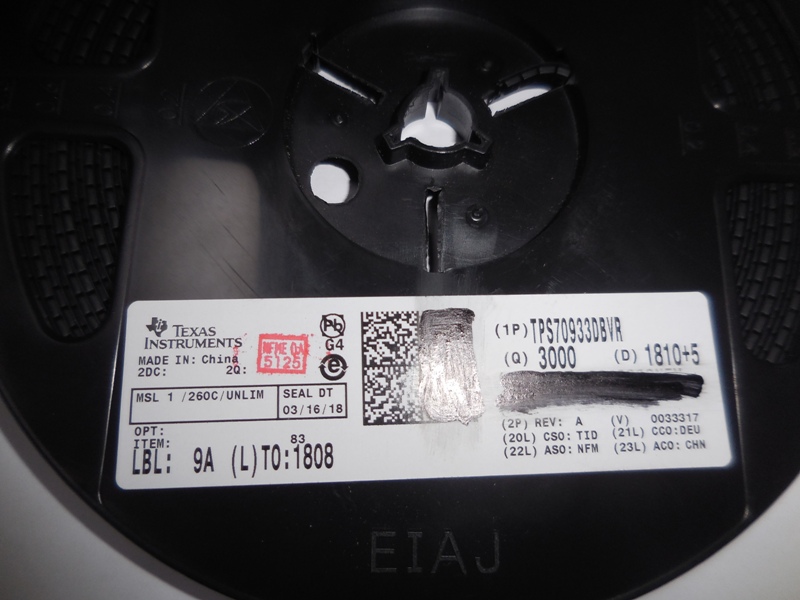 TEXAS
INSTRUMENTS
MADE IN: China
2DC: 2Q:
5125
Pb
G4
e
MSL 1 /260C/UNLIM
SEAL DT
03/16/18
OPT:
ITEM:
83
LBL: 9A (L)TO:1808
(1P) TPS70933DBVR
(Q) 3000 (D) 1810+5
(2P) REV: A (V) 0033317
(20L) CSO: TID (21L) CCO:DEU
(22L) ASO: NFM (23L) ACO: CHN
EIAJ